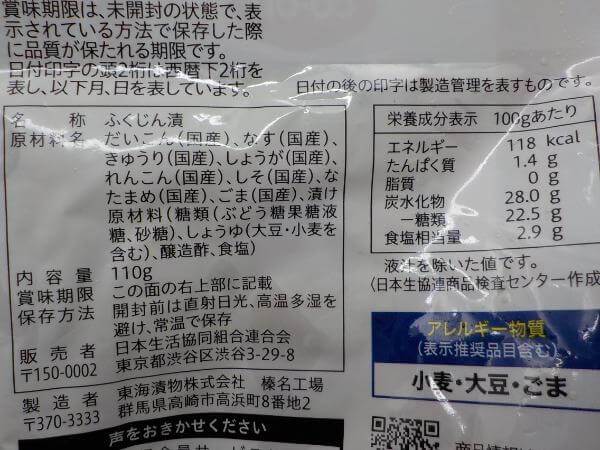 賞味期限は、未開封の状態で、表
示されている方法で保存した際
に品質が保たれる期限です。
日付印字の頭2桁は西暦下2桁を
表し、以下月、日を表しています。
日付の後の印字は製造管理を表すものです。
名称 ふくじん漬
原材料名 だいこん(国産)、なす(国産)、
きゅうり(国産)、しょうが(国産)、
れんこん(国産)、しそ(国産)、な
たまめ(国産)、ごま(国産)、漬け
原材料(糖類(ぶどう糖果糖液
糖、砂糖)、しょうゆ(大豆・小麦を
含む)、醸造酢、食塩)
内容量 110g
賞味期限 この面の右上部に記載
保存方法 開封前は直射日光、高温多湿を
避け、常温で保存
販売者 日本生活協同組合連合会
〒150-0002 東京都渋谷区渋谷3-29-8
製造者 東海漬物株式会社 榛名工場
〒370-3333 群馬県高崎市高浜町8番地2
声をおきかせください
栄養成分表示 100gあたり
エネルギー 118 kcal
たんぱく質 1.4 g
脂質 0 g
炭水化物 28.0 g
－糖類 22.5 g
食塩相当量 2.9 g
液汁を除いた値です。
(日本生協連商品検査センター作成
アレルギー物質
(表示推奨品目含む)
小麦・大豆・ごま